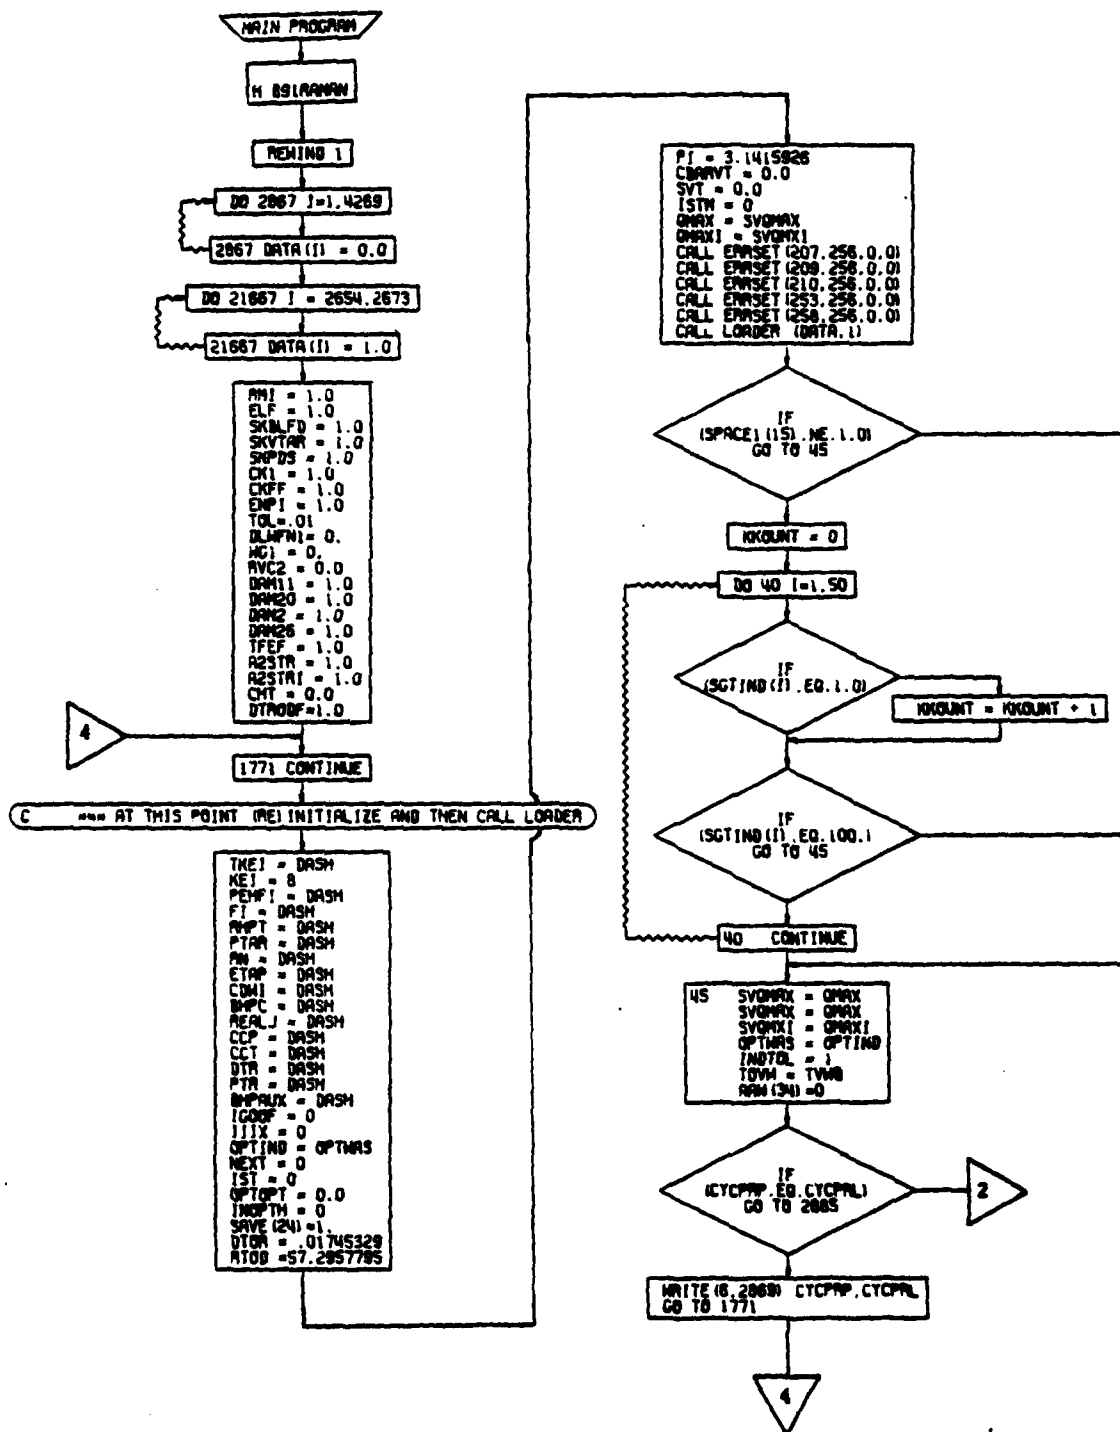 MAIN PROGRAM
REWIND 1
DO 2867 I=1,4269
2867 DATA(I) = 0.0
DO 21667 I = 2654,2673
21667 DATA(I) = 1.0
AMI = 1.0
ELF = 1.0
SKBLFD = 1.0
SKVTAR = 1.0
SKPDS = 1.0
CK1 = 1.0
CKFF = 1.0
ENPI = 1.0
TOL=.01
DLWFN1= 0.
WG1 = 0.
RVC2 = 0.0
DAM11 = 1.0
DAM20 = 1.0
DAM2 = 1.0
DAM26 = 1.0
TFEF = 1.0
A2STR = 1.0
A2STRI = 1.0
CHT = 0.0
DTRODF=1.0
4
1771 CONTINUE
C *** AT THIS POINT (RE)INITIALIZE AND THEN CALL LOADER
TKEI = DASH
KEI = 8
PEMFI = DASH
FI = DASH
AMPT = DASH
PTAR = DASH
AN = DASH
ETAP = DASH
CDWI = DASH
BHPC = DASH
REALJ = DASH
CCP = DASH
CCT = DASH
DTR = DASH
PTR = DASH
BHPAUX = DASH
IGOOF = 0
IIIX = 0
OPTIND = OPTWAS
NEXT = 0
IST = 0
OPTOPT = 0.0
INOPTM = 0
SAVE(24)=1.
DTOR = .01745329
RTOD =57.2957795
PI = 3.1415926
CBARVT = 0.0
SVT = 0.0
ISTM = 0
QMAX = SVQMAX
QMAXI = SVQMXI
CALL ERRSET(207,256,0,0)
CALL ERRSET(209,256,0,0)
CALL ERRSET(210,256,0,0)
CALL ERRSET(253,256,0,0)
CALL ERRSET(258,256,0,0)
CALL LOADER (DATA,1)
IF
(SPACE1(15).NE.1.0)
GO TO 45
KKOUNT = 0
DO 40 I=1,50
IF
(SGTIND(I).EQ.1.0)
KKOUNT = KKOUNT + 1
IF
(SGTIND(I).EQ.100.)
GO TO 45
40 CONTINUE
45 SVQMAX = QMAX
SVQMAX = QMAX
SVQMXI = QMAXI
OPTWAS = OPTIND
INDTOL = 1
TOVW = TVWB
RAW(34)=0
IF
(CYCPRP.EQ.CYCPRL)
GO TO 2885
2
WRITE(6,2869) CYCPRP,CYCPRL
GO TO 1771
4